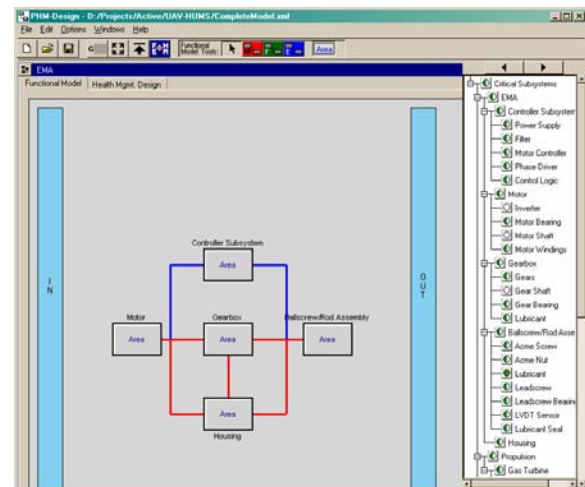 PHM-Design - D:/Projects/Active/UAV-HUMS/CompleteModel.xml
File Edit Options Windows Help
Functional Model Tools: Area
EMA
Functional Model Health Mgmt. Design
IN
OUT
Controller Subsystem
Area
Motor
Area
Gearbox
Area
Ballscrew/Rod Assembly
Area
Area
Housing
Critical Subsystems
EMA
Controller Subsystem
Power Supply
Filter
Motor Controller
Phase Driver
Control Logic
Motor
Inverter
Motor Bearing
Motor Shaft
Motor Windings
Gearbox
Gears
Gear Shaft
Gear Bearing
Lubricant
Ballscrew/Rod Asse
Acme Screw
Acme Nut
Lubricant
Leadscrew
Leadscrew Bearin
LVDT Sensor
Lubricant Seal
Housing
Propulsion
Gas Turbine